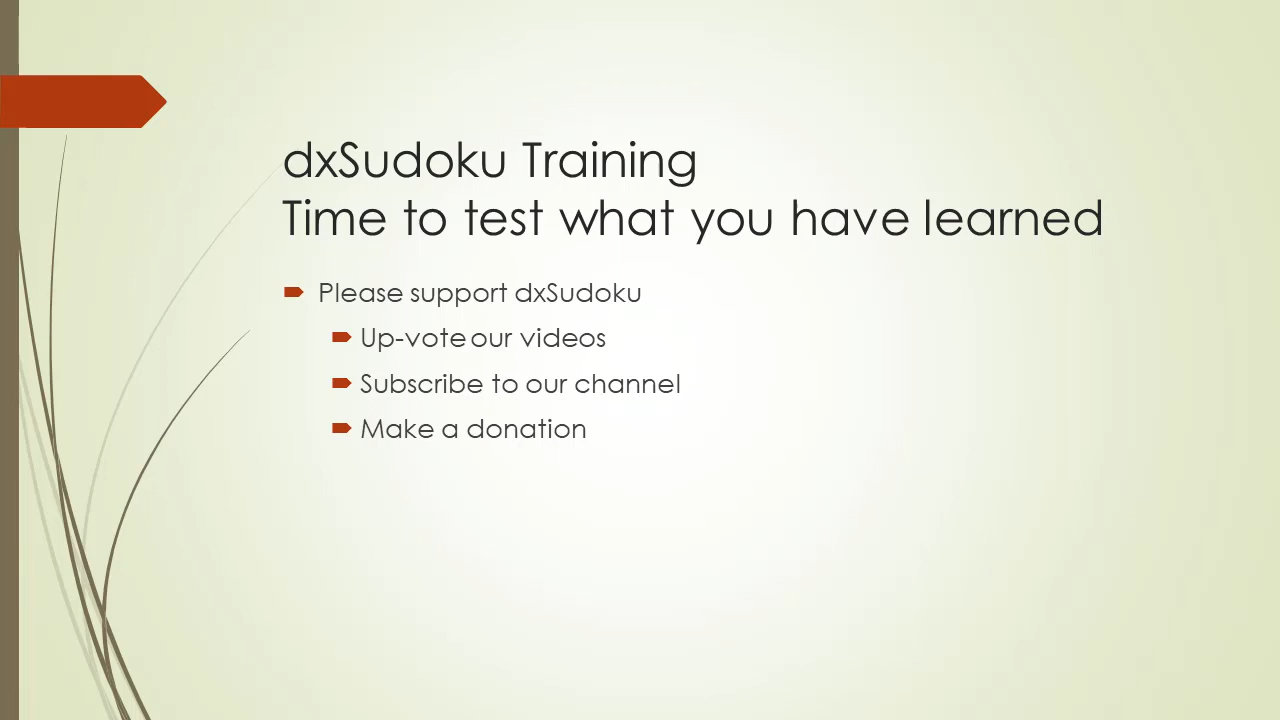 dxSudoku Training
Time to test what you have learned
Please support dxSudoku
Up-vote our videos
Subscribe to our channel
Make a donation